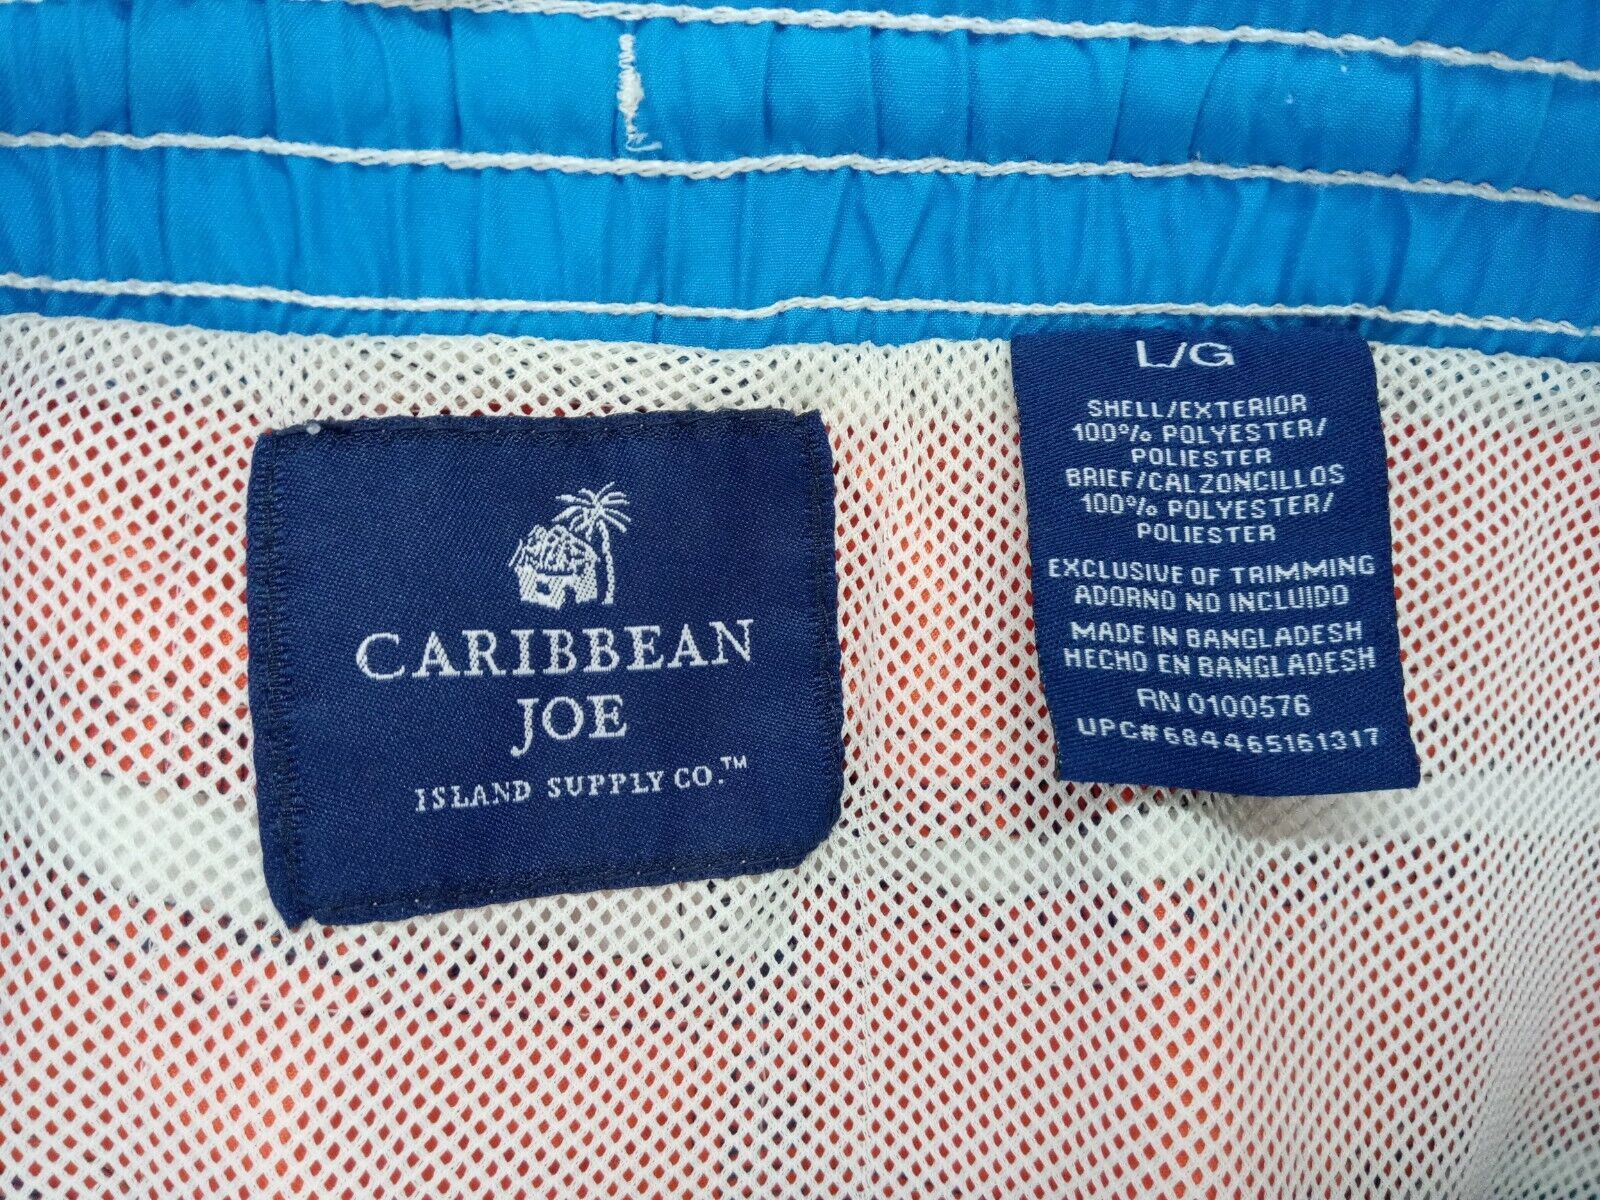 CARIBBEAN
JOE
ISLAND SUPPLY CO.™
L/G
SHELL/EXTERIOR
100% POLYESTER/
POLIESTER
BRIEF/CALZONCILLOS
100% POLYESTER/
POLIESTER
EXCLUSIVE OF TRIMMING
ADORNO NO INCLUIDO
MADE IN BANGLADESH
HECHO EN BANGLADESH
RN 0100576
UPC#684465161317